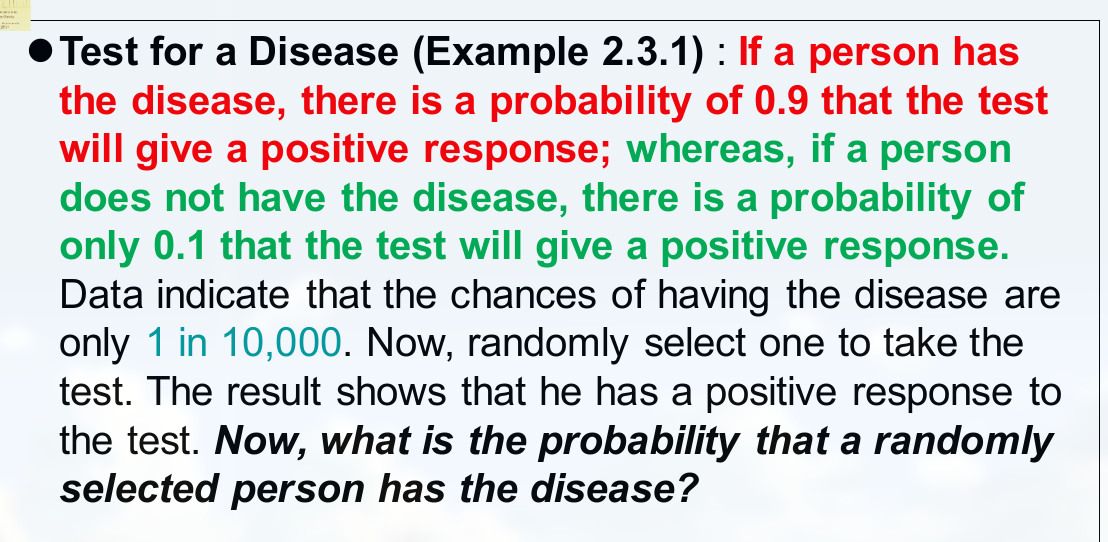 ● Test for a Disease (Example 2.3.1) : If a person has
the disease, there is a probability of 0.9 that the test
will give a positive response; whereas, if a person
does not have the disease, there is a probability of
only 0.1 that the test will give a positive response.
Data indicate that the chances of having the disease are
only 1 in 10,000. Now, randomly select one to take the
test. The result shows that he has a positive response to
the test. Now, what is the probability that a randomly
selected person has the disease?